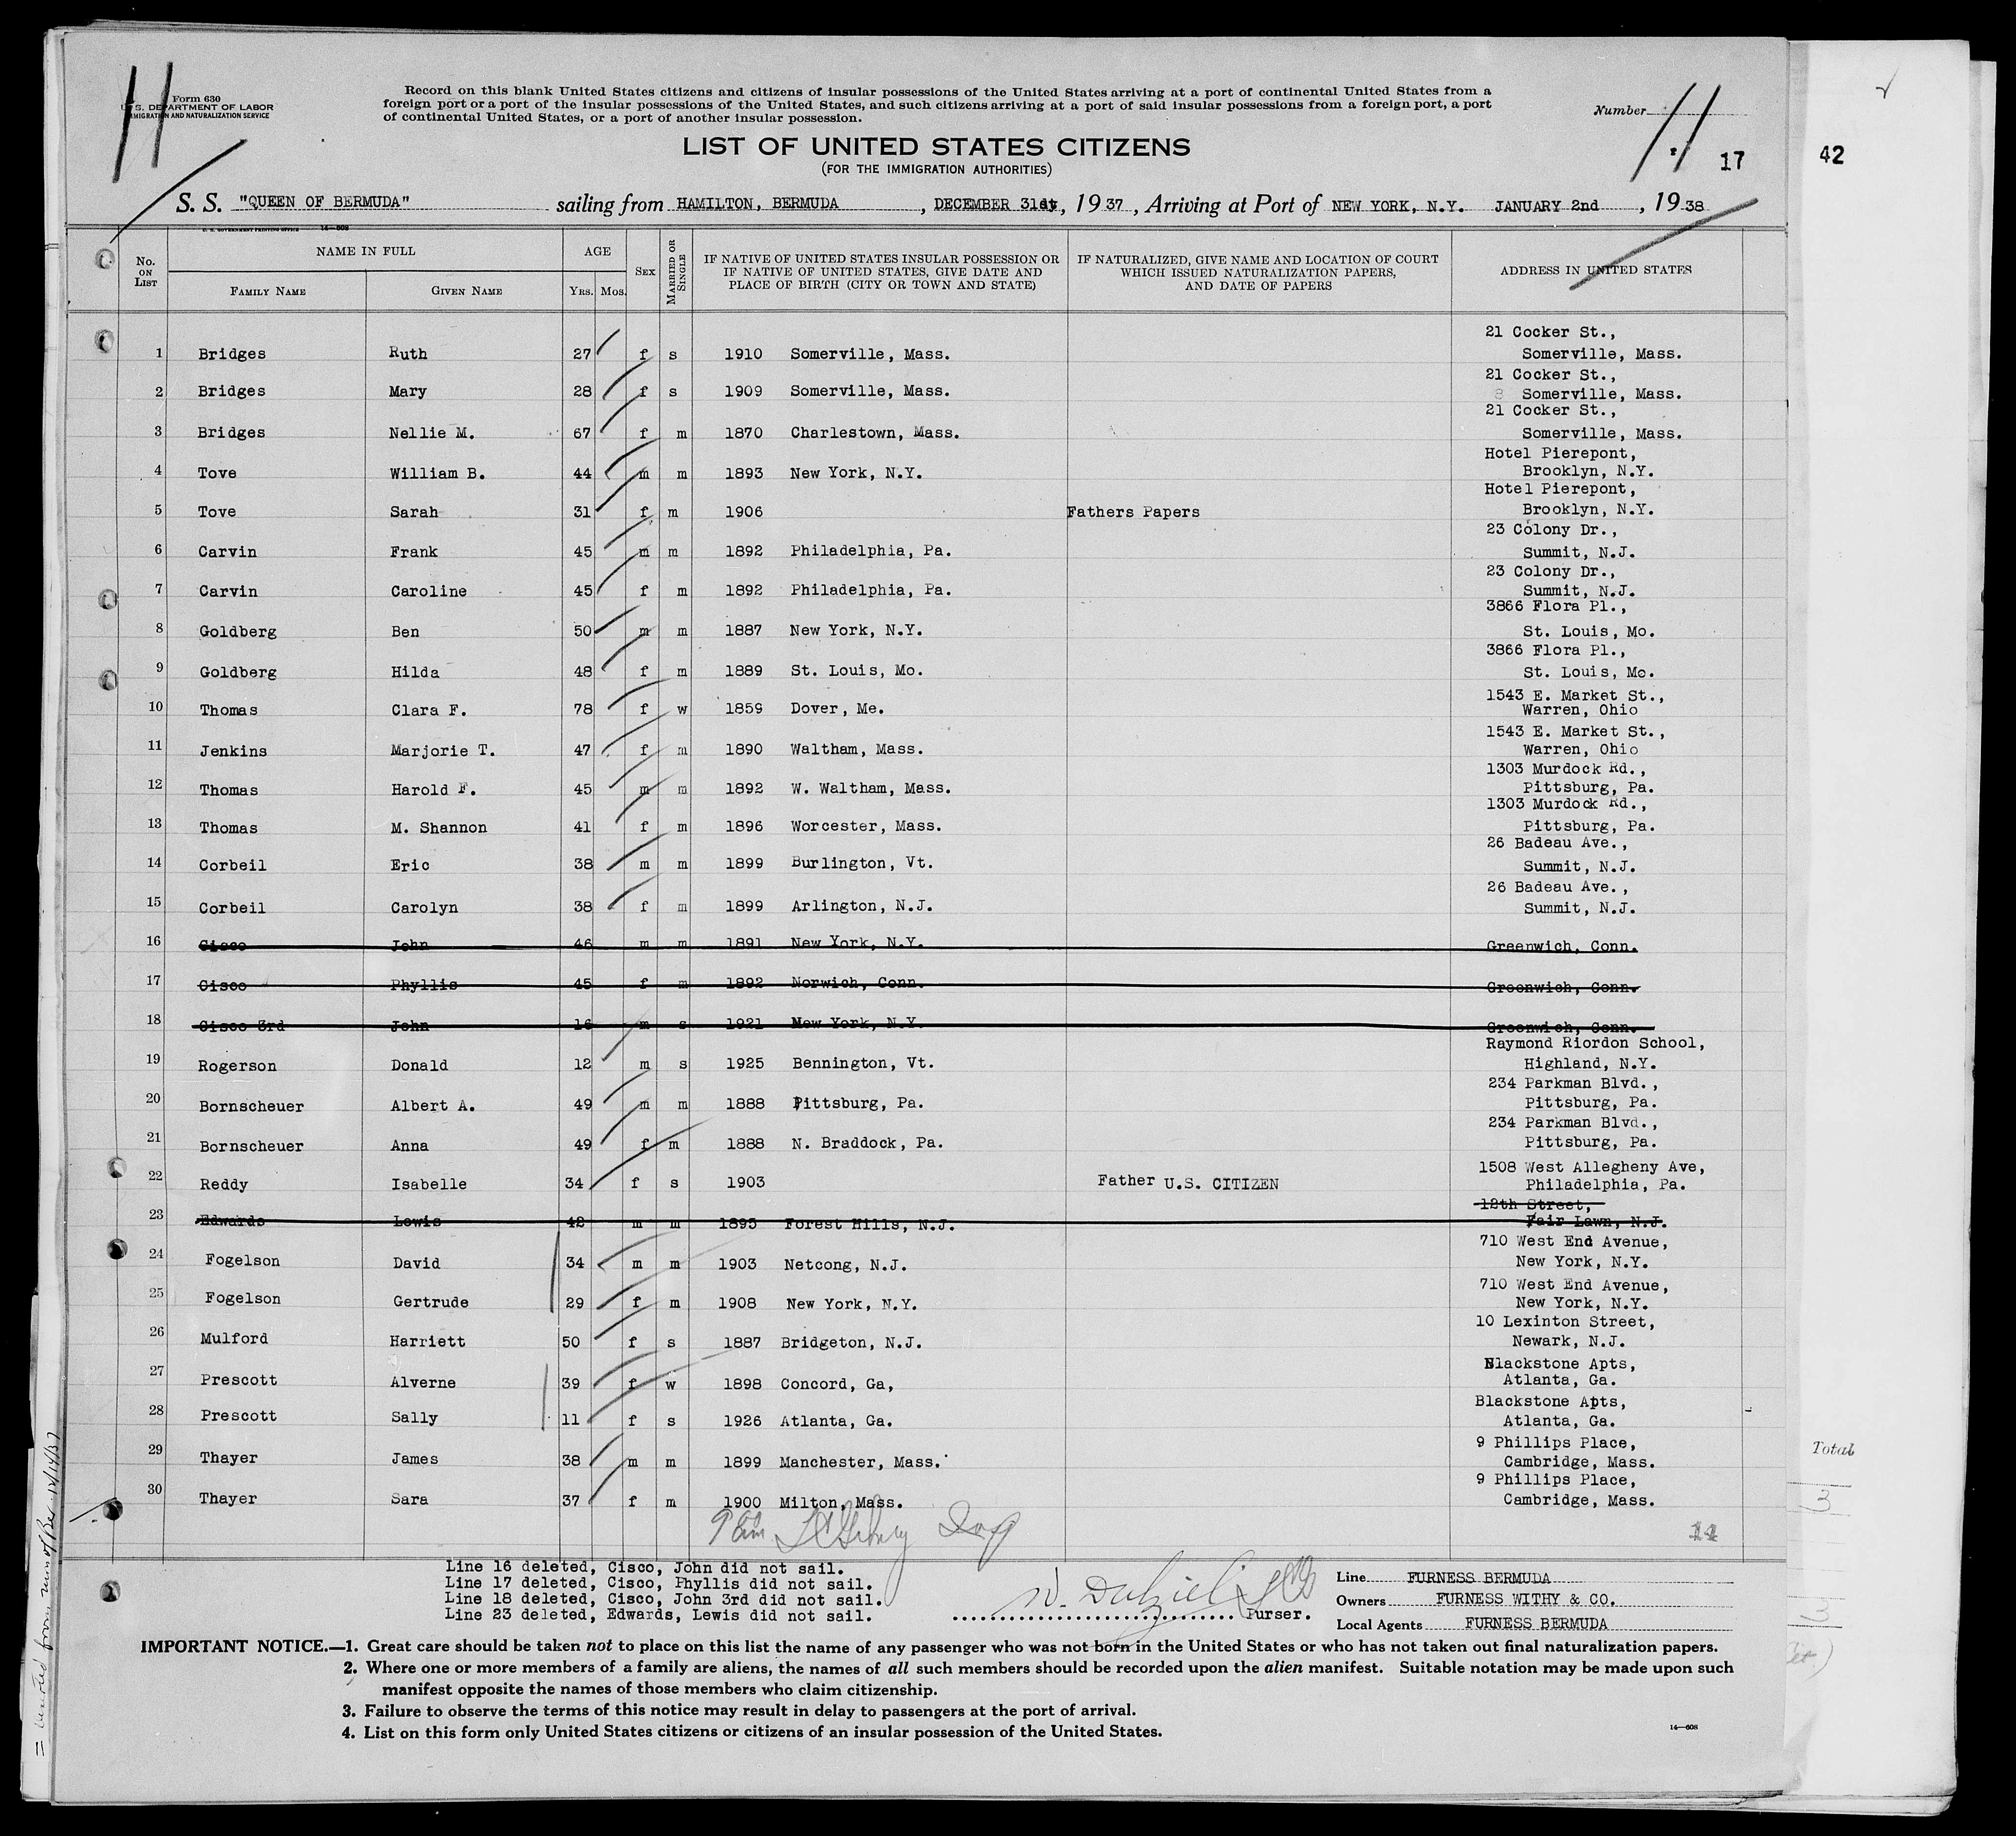 11
Form 630
U. S. DEPARTMENT OF LABOR
IMMIGRATION AND NATURALIZATION SERVICE
Record on this blank United States citizens and citizens of insular possessions of the United States arriving at a port of continental United States from a
foreign port or a port of the insular possessions of the United States, and such citizens arriving at a port of said insular possessions from a foreign port, a port
of continental United States, or a port of another insular possession.
Number 11
LIST OF UNITED STATES CITIZENS
(FOR THE IMMIGRATION AUTHORITIES)
17
42
S. S. "QUEEN OF BERMUDA" sailing from HAMILTON, BERMUDA, DECEMBER 31st, 1937, Arriving at Port of NEW YORK, N.Y. JANUARY 2nd, 1938
U. S. GOVERNMENT PRINTING OFFICE 14—608
No. ON LIST
NAME IN FULL
FAMILY NAME
GIVEN NAME
AGE
YRS. MOS.
SEX
MARRIED OR SINGLE
IF NATIVE OF UNITED STATES INSULAR POSSESSION OR
IF NATIVE OF UNITED STATES, GIVE DATE AND
PLACE OF BIRTH (CITY OR TOWN AND STATE)
IF NATURALIZED, GIVE NAME AND LOCATION OF COURT
WHICH ISSUED NATURALIZATION PAPERS,
AND DATE OF PAPERS
ADDRESS IN UNITED STATES
21 Cocker St.,
1 Bridges Ruth 27 f s 1910 Somerville, Mass. Somerville, Mass.
21 Cocker St.,
2 Bridges Mary 28 f s 1909 Somerville, Mass. Somerville, Mass.
21 Cocker St.,
3 Bridges Nellie M. 67 f m 1870 Charlestown, Mass. Somerville, Mass.
Hotel Pierepont,
4 Tove William B. 44 m m 1893 New York, N.Y. Brooklyn, N.Y.
Hotel Pierepont,
5 Tove Sarah 31 f m 1906 Fathers Papers Brooklyn, N.Y.
23 Colony Dr.,
6 Carvin Frank 45 m m 1892 Philadelphia, Pa. Summit, N.J.
23 Colony Dr.,
7 Carvin Caroline 45 f m 1892 Philadelphia, Pa. Summit, N.J.
3866 Flora Pl.,
8 Goldberg Ben 50 m m 1887 New York, N.Y. St. Louis, Mo.
3866 Flora Pl.,
9 Goldberg Hilda 48 f m 1889 St. Louis, Mo. St. Louis, Mo.
1543 E. Market St.,
10 Thomas Clara F. 78 f w 1859 Dover, Me. Warren, Ohio
1543 E. Market St.,
11 Jenkins Marjorie T. 47 f m 1890 Waltham, Mass. Warren, Ohio
1303 Murdock Rd.,
12 Thomas Harold F. 45 m m 1892 W. Waltham, Mass. Pittsburg, Pa.
1303 Murdock Rd.,
13 Thomas M. Shannon 41 f m 1896 Worcester, Mass. Pittsburg, Pa.
26 Badeau Ave.,
14 Corbeil Eric 38 m m 1899 Burlington, Vt. Summit, N.J.
26 Badeau Ave.,
15 Corbeil Carolyn 38 f m 1899 Arlington, N.J. Summit, N.J.
16 Cisco John 46 m m 1891 New York, N.Y. Greenwich, Conn.
17 Cisco Phyllis 45 f m 1892 Norwich, Conn. Greenwich, Conn.
18 Cisco 3rd John 16 m s 1921 New York, N.Y. Greenwich, Conn.
Raymond Riordon School,
19 Rogerson Donald 12 m s 1925 Bennington, Vt. Highland, N.Y.
234 Parkman Blvd.,
20 Bornscheuer Albert A. 49 m m 1888 Pittsburg, Pa. Pittsburg, Pa.
234 Parkman Blvd.,
21 Bornscheuer Anna 49 f m 1888 N. Braddock, Pa. Pittsburg, Pa.
1508 West Allegheny Ave,
22 Reddy Isabelle 34 f s 1903 Father U.S. CITIZEN Philadelphia, Pa.
12th Street,
23 Edwards Lewis 42 m m 1895 Forest Hills, N.J. Fair Lawn, N.J.
710 West End Avenue,
24 Fogelson David 34 m m 1903 Netcong, N.J. New York, N.Y.
710 West End Avenue,
25 Fogelson Gertrude 29 f m 1908 New York, N.Y. New York, N.Y.
10 Lexinton Street,
26 Mulford Harriett 50 f s 1887 Bridgeton, N.J. Newark, N.J.
Blackstone Apts,
27 Prescott Alverne 39 f w 1898 Concord, Ga, Atlanta, Ga.
Blackstone Apts,
28 Prescott Sally 11 f s 1926 Atlanta, Ga. Atlanta, Ga.
9 Phillips Place,
29 Thayer James 38 m m 1899 Manchester, Mass. Cambridge, Mass.
9 Phillips Place,
30 Thayer Sara 37 f m 1900 Milton, Mass. Cambridge, Mass.
Total
3
Line 16 deleted, Cisco, John did not sail.
Line 17 deleted, Cisco, Phyllis did not sail.
Line 18 deleted, Cisco, John 3rd did not sail.
Line 23 deleted, Edwards, Lewis did not sail.
Purser.
Line FURNESS BERMUDA
Owners FURNESS WITHY & CO.
Local Agents FURNESS BERMUDA
3
IMPORTANT NOTICE.—1. Great care should be taken not to place on this list the name of any passenger who was not born in the United States or who has not taken out final naturalization papers.
2. Where one or more members of a family are aliens, the names of all such members should be recorded upon the alien manifest. Suitable notation may be made upon such
manifest opposite the names of those members who claim citizenship.
3. Failure to observe the terms of this notice may result in delay to passengers at the port of arrival.
4. List on this form only United States citizens or citizens of an insular possession of the United States.
14—608